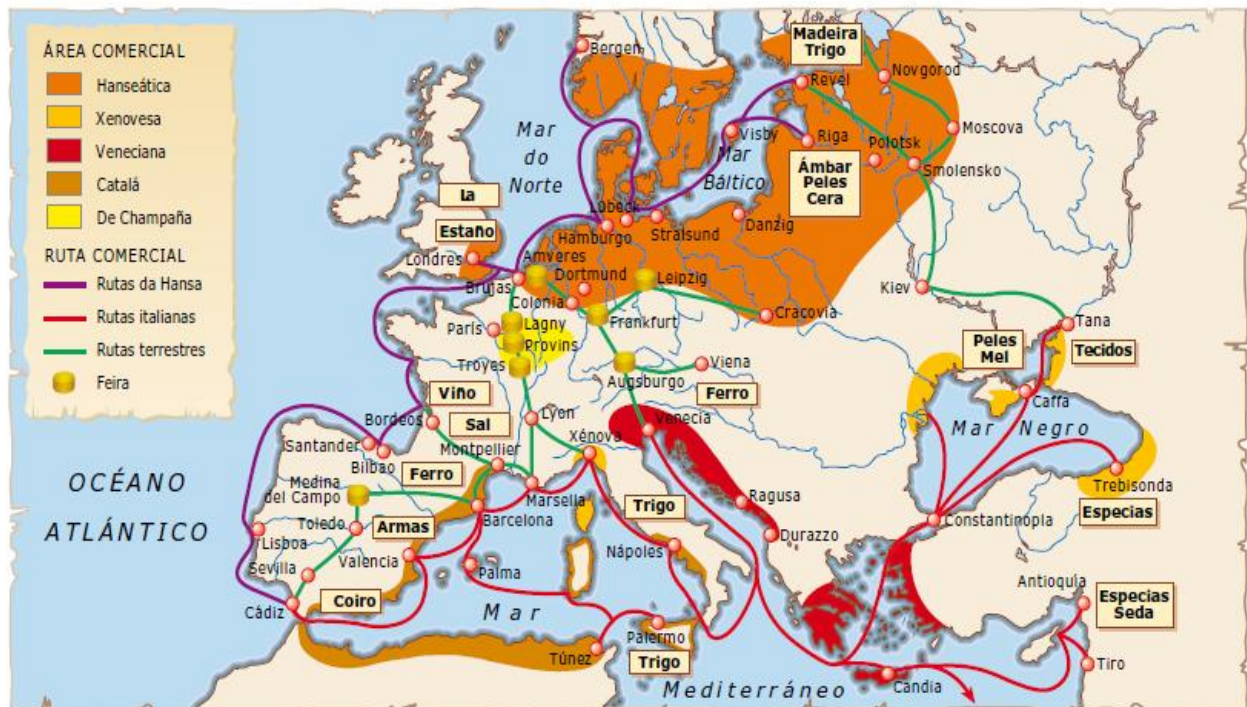 ÁREA COMERCIAL
Hanseática
Xenovesa
Veneciana
Catalá
De Champaña
RUTA COMERCIAL
Rutas da Hansa
Rutas italianas
Rutas terrestres
Feira
Bergen
Madeira
Trigo
Novgorod
Revel
Mar
do
Norte
Visby
Mar
Báltico
Riga
Moscova
Polotsk
Smolensko
Ámbar
Peles
Cera
La
Estaño
Lübeck
Hamburgo
Stralsund
Danzig
Londres
Amveres
Dortmund
Brujas
Leipzig
Colonia
Kiev
Cracovia
Lagny
Frankfurt
París
Provins
Tana
Troyes
Peles
Mel
Tecidos
Augsburgo
Viena
Viño
Ferro
Caffa
Bordeos
Sal
Lyon
Venecia
Mar Negro
Santander
Montpellier
Xénova
Bilbao
Ferro
OCÉANO
ATLÁNTICO
Medina
del Campo
Marsella
Trebisonda
Ragusa
Barcelona
Trigo
Especias
Toledo
Armas
Constantinopla
Lisboa
Durazzo
Valencia
Nápoles
Sevilla
Palma
Antioquía
Coiro
Mar
Especias
Seda
Cádiz
Palermo
Túnez
Trigo
Tiro
Mediterráneo
Candia